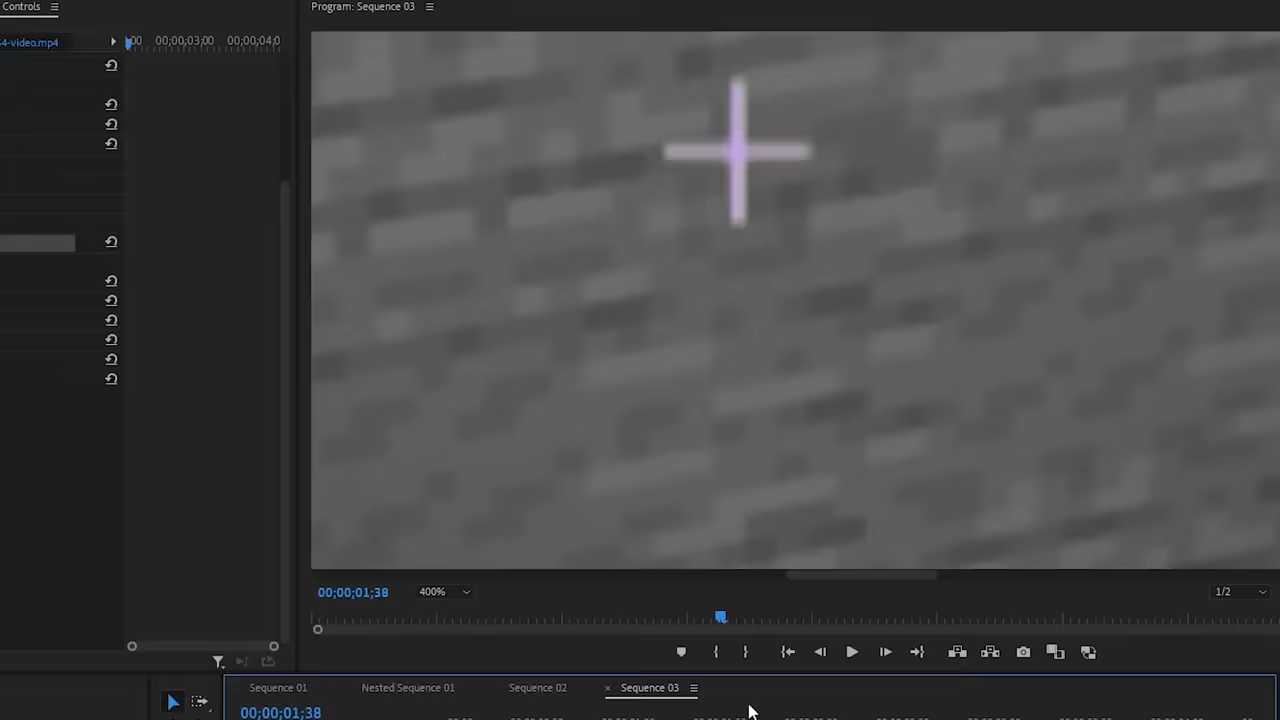 Controls
Program: Sequence 03
4-video.mp4
00;00;03;00
00;00;04;0
00;00;01;38
400%
1/2
Sequence 01
Nested Sequence 01
Sequence 02
× Sequence 03
00;00;01;38